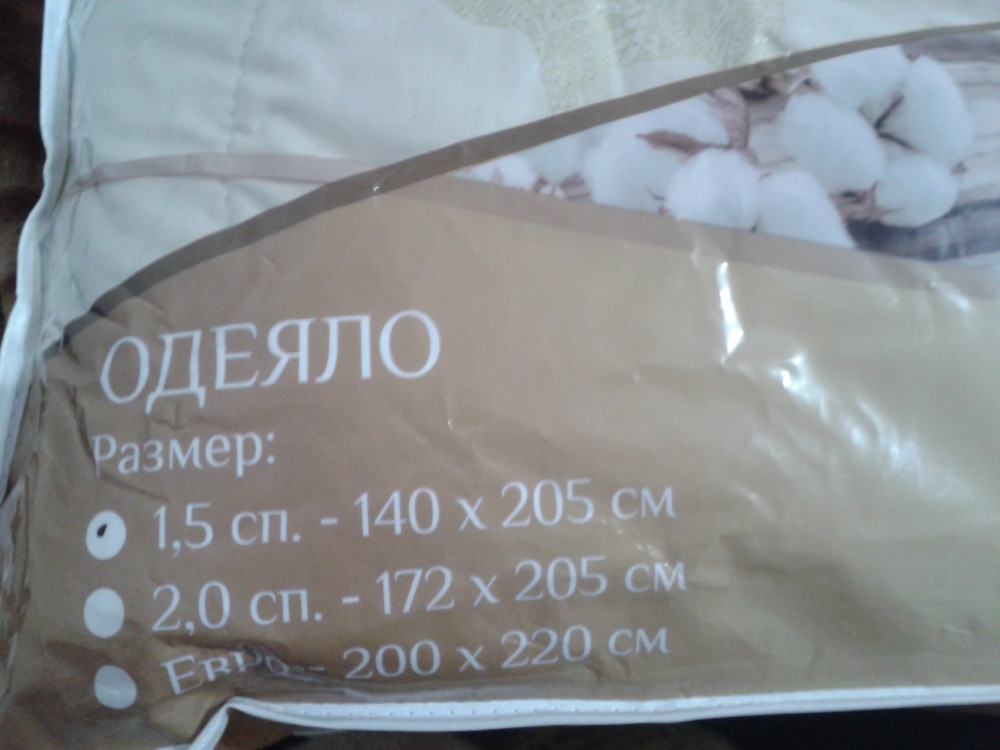 ОДЕЯЛО
Размер:
1,5 сп. - 140 х 205 см
2,0 сп. - 172 х 205 см
Евро - 200 х 220 см